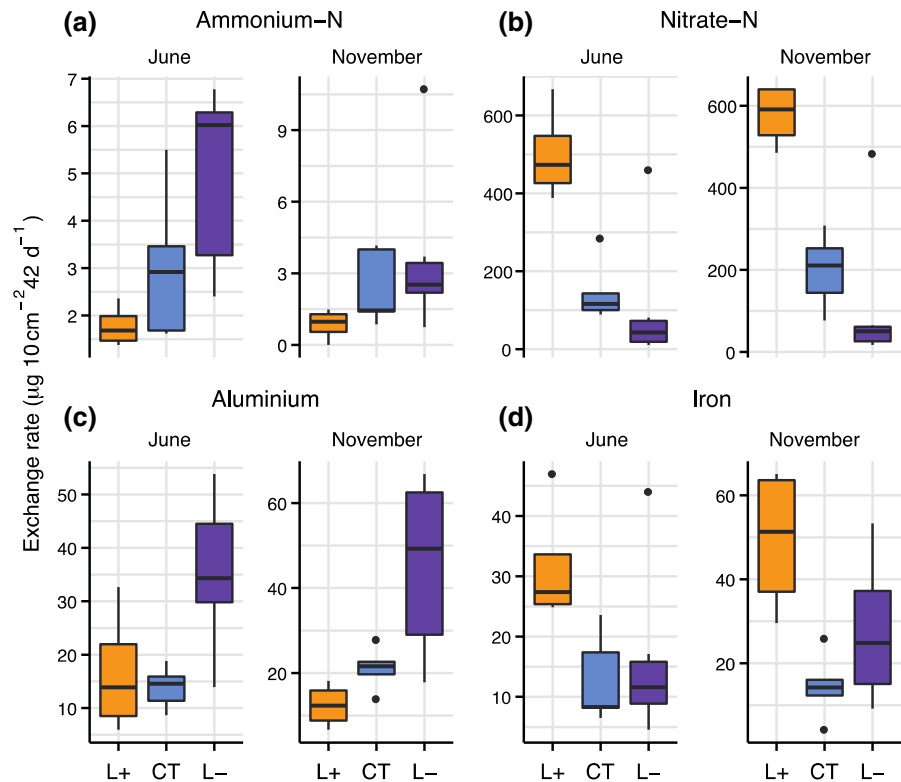 (a) Ammonium−N
(b) Nitrate−N
June
November
June
November
7
6
5
4
3
2
9
6
3
0
600
400
200
0
600
400
200
0
Exchange rate (μg 10cm⁻² 42 d⁻¹)
(c) Aluminium
(d) Iron
June
November
June
November
50
40
30
20
10
60
40
20
40
30
20
10
60
40
20
L+ CT L−
L+ CT L−
L+ CT L−
L+ CT L−